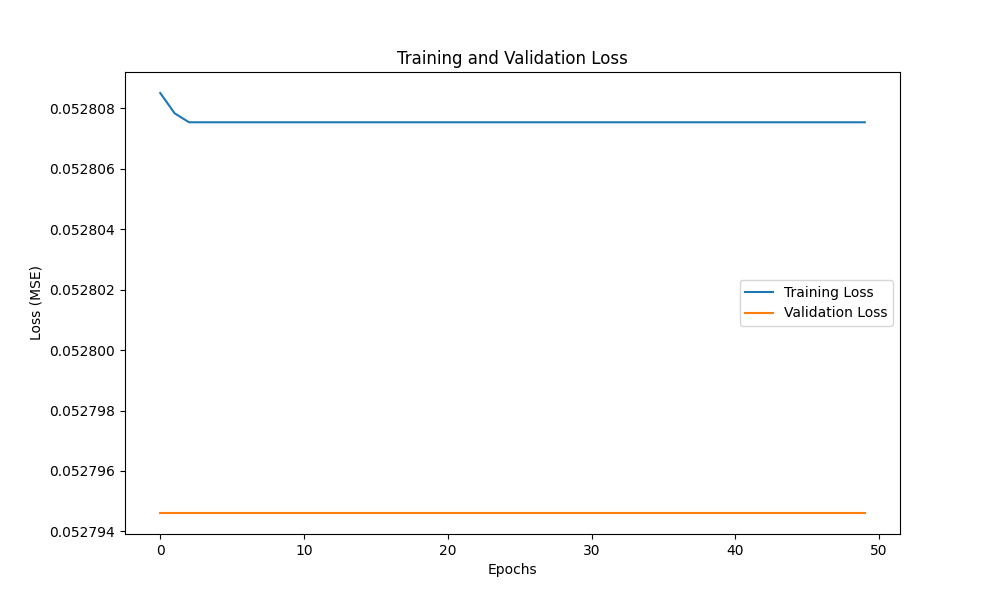 Training and Validation Loss
0.052808
0.052806
0.052804
0.052802
0.052800
0.052798
0.052796
0.052794
Loss (MSE)
Training Loss
Validation Loss
0 10 20 30 40 50
Epochs